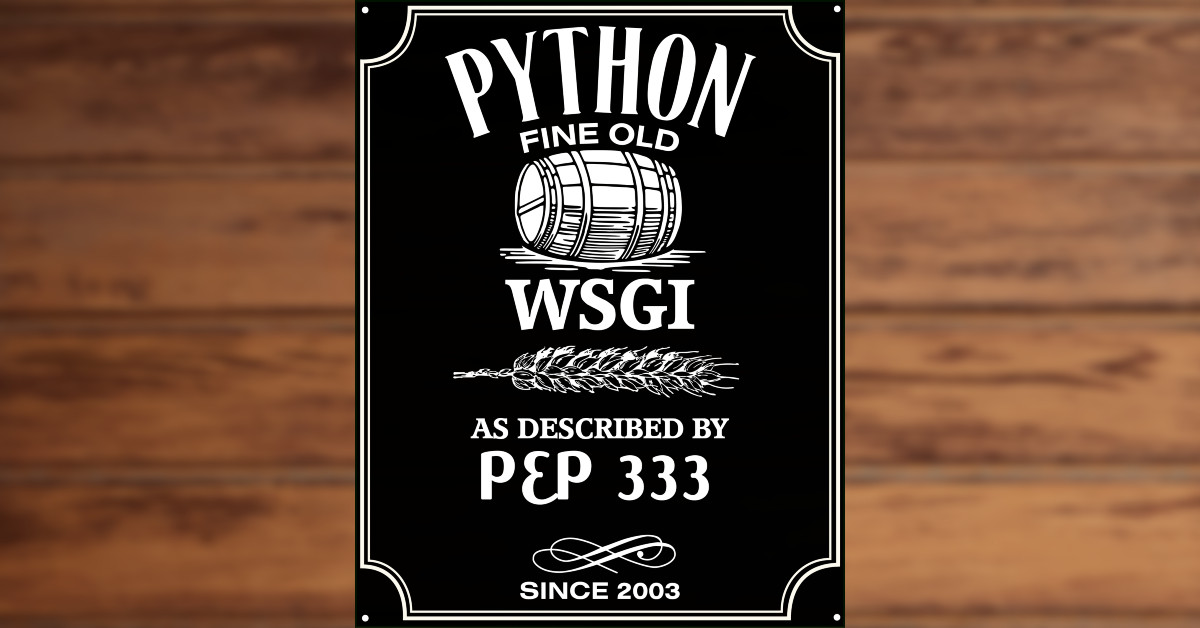 PYTHON
FINE OLD
WSGI
AS DESCRIBED BY
PEP 333
SINCE 2003